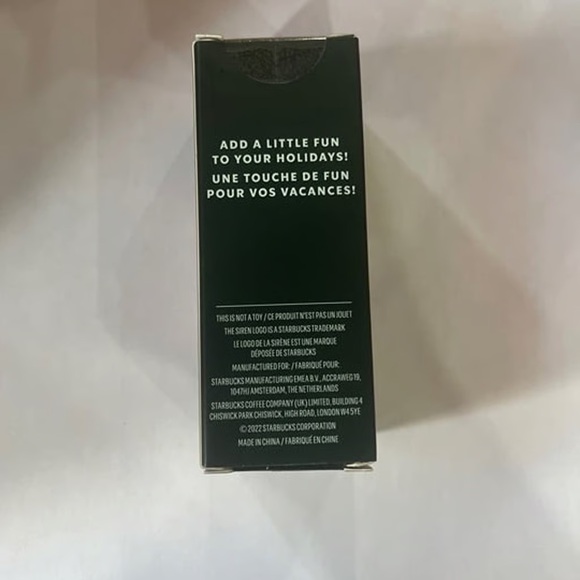 ADD A LITTLE FUN
TO YOUR HOLIDAYS!
UNE TOUCHE DE FUN
POUR VOS VACANCES!
THIS IS NOT A TOY / CE PRODUIT N'EST PAS UN JOUET
THE SIREN LOGO IS A STARBUCKS TRADEMARK
LE LOGO DE LA SIRÈNE EST UNE MARQUE
DÉPOSÉE DE STARBUCKS
MANUFACTURED FOR: / FABRIQUÉ POUR:
STARBUCKS MANUFACTURING EMEA B.V., ACCRAWEG 19,
1047HJ AMSTERDAM, THE NETHERLANDS
STARBUCKS COFFEE COMPANY (UK) LIMITED, BUILDING 4
CHISWICK PARK CHISWICK, HIGH ROAD, LONDON W4 5YE
© 2022 STARBUCKS CORPORATION
MADE IN CHINA / FABRIQUÉ EN CHINE